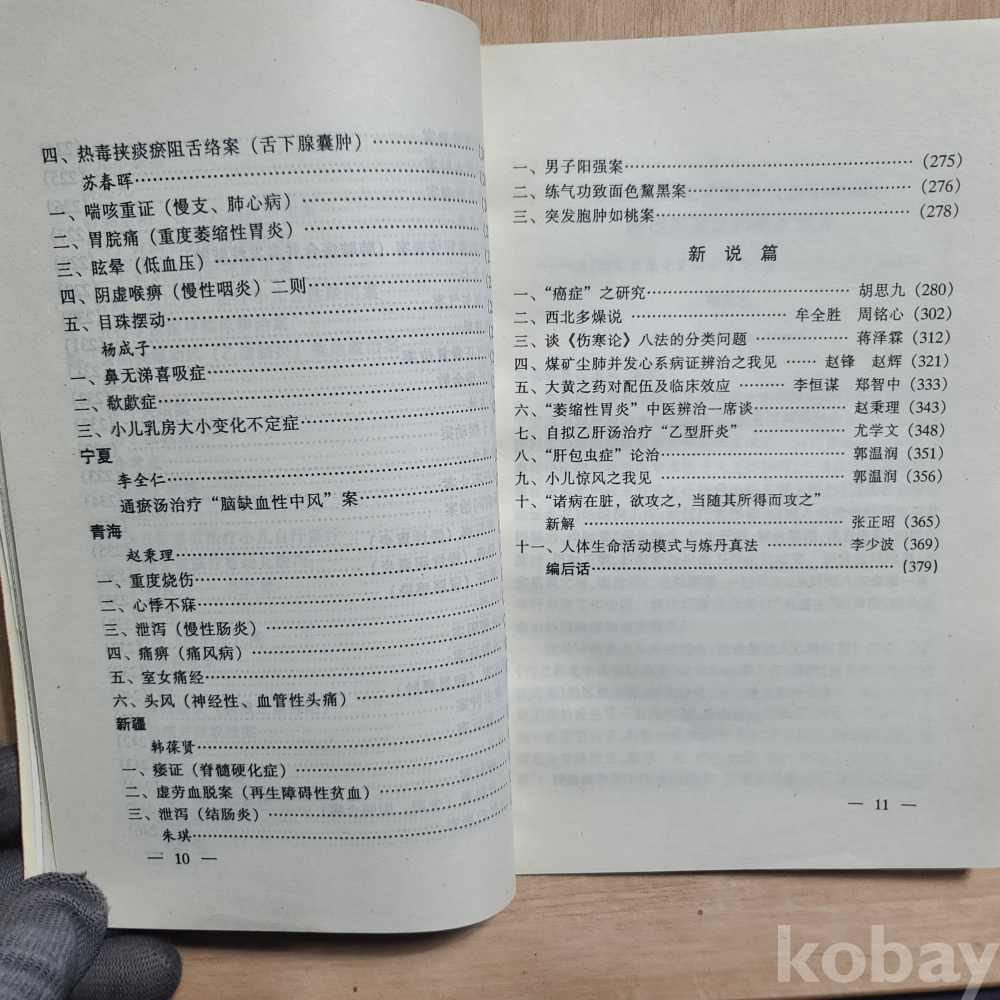 四、热毒挟痰瘀阻舌络案（舌下腺囊肿）……………
苏春晖……………………………………………
一、喘咳重证（慢支、肺心病）……………………
二、胃脘痛（重度萎缩性胃炎）……………………
三、眩晕（低血压）…………………………………
四、阴虚喉痹（慢性咽炎）二则……………………
五、目珠摆动…………………………………………
杨成子……………………………………………
一、鼻无涕喜吸症……………………………………
二、欷歔症……………………………………………
三、小儿乳房大小变化不定症………………………
宁夏
李全仁……………………………………………
通瘀汤治疗“脑缺血性中风”案…………………
青海
赵秉理……………………………………………
一、重度烧伤…………………………………………
二、心悸不寐…………………………………………
三、泄泻（慢性肠炎）………………………………
四、痛痹（痛风病）…………………………………
五、室女痛经…………………………………………
六、头风（神经性、血管性头痛）…………………
新疆
韩葆贤……………………………………………
一、痿证（脊髓硬化症）……………………………
二、虚劳血脱案（再生障碍性贫血）………………
三、泄泻（结肠炎）…………………………………
朱琪………………………………………………
— 10 —
一、男子阳强案………………………………………(275)
二、练气功致面色黧黑案……………………………(276)
三、突发胞肿如桃案…………………………………(278)
新说篇
一、“癌症”之研究……………………… 胡思九(280)
二、西北多燥说………………… 牟全胜 周铭心(302)
三、谈《伤寒论》八法的分类问题……… 蒋泽霖(312)
四、煤矿尘肺并发心系病证辨治之我见 …… 赵锋 赵辉(321)
五、大黄之药对配伍及临床效应 ……… 李恒谋 郑智中(333)
六、“萎缩性胃炎”中医辨治一席谈………… 赵秉理(343)
七、自拟乙肝汤治疗“乙型肝炎” ………… 尤学文(348)
八、“肝包虫症”论治……………………… 郭温润(351)
九、小儿惊风之我见……………………… 郭温润(356)
十、“诸病在脏，欲攻之，当随其所得而攻之”
新解 ……………………………… 张正昭(365)
十一、人体生命活动模式与炼丹真法 ……… 李少波(369)
编后话……………………………………(379)
— 11 —
kobay